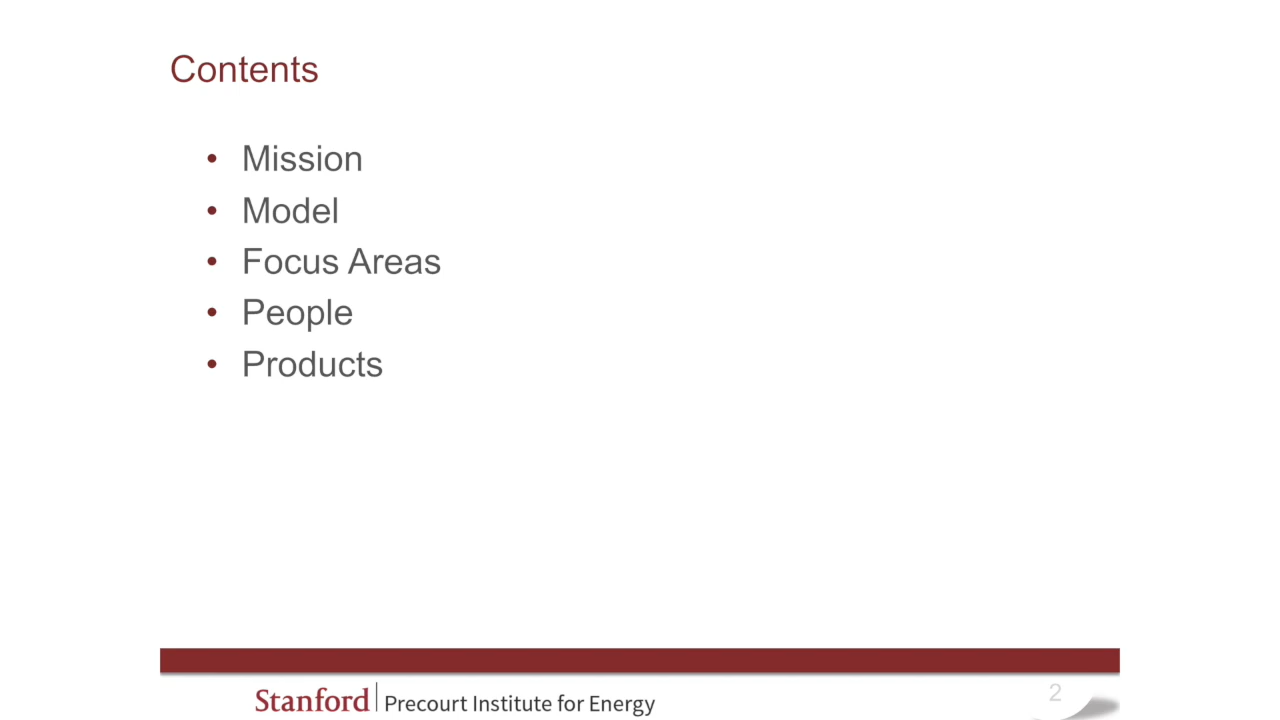 Contents
• Mission
• Model
• Focus Areas
• People
• Products
Stanford | Precourt Institute for Energy
2